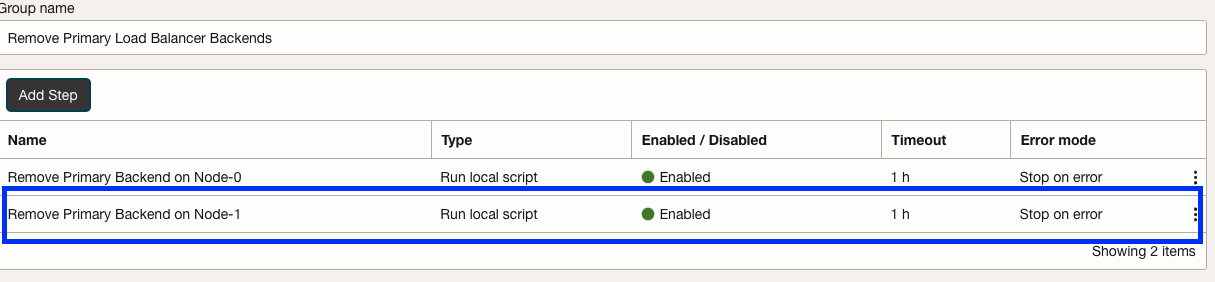 Group name
Remove Primary Load Balancer Backends
Add Step
Name Type Enabled / Disabled Timeout Error mode
Remove Primary Backend on Node-0 Run local script Enabled 1 h Stop on error
Remove Primary Backend on Node-1 Run local script Enabled 1 h Stop on error
Showing 2 items